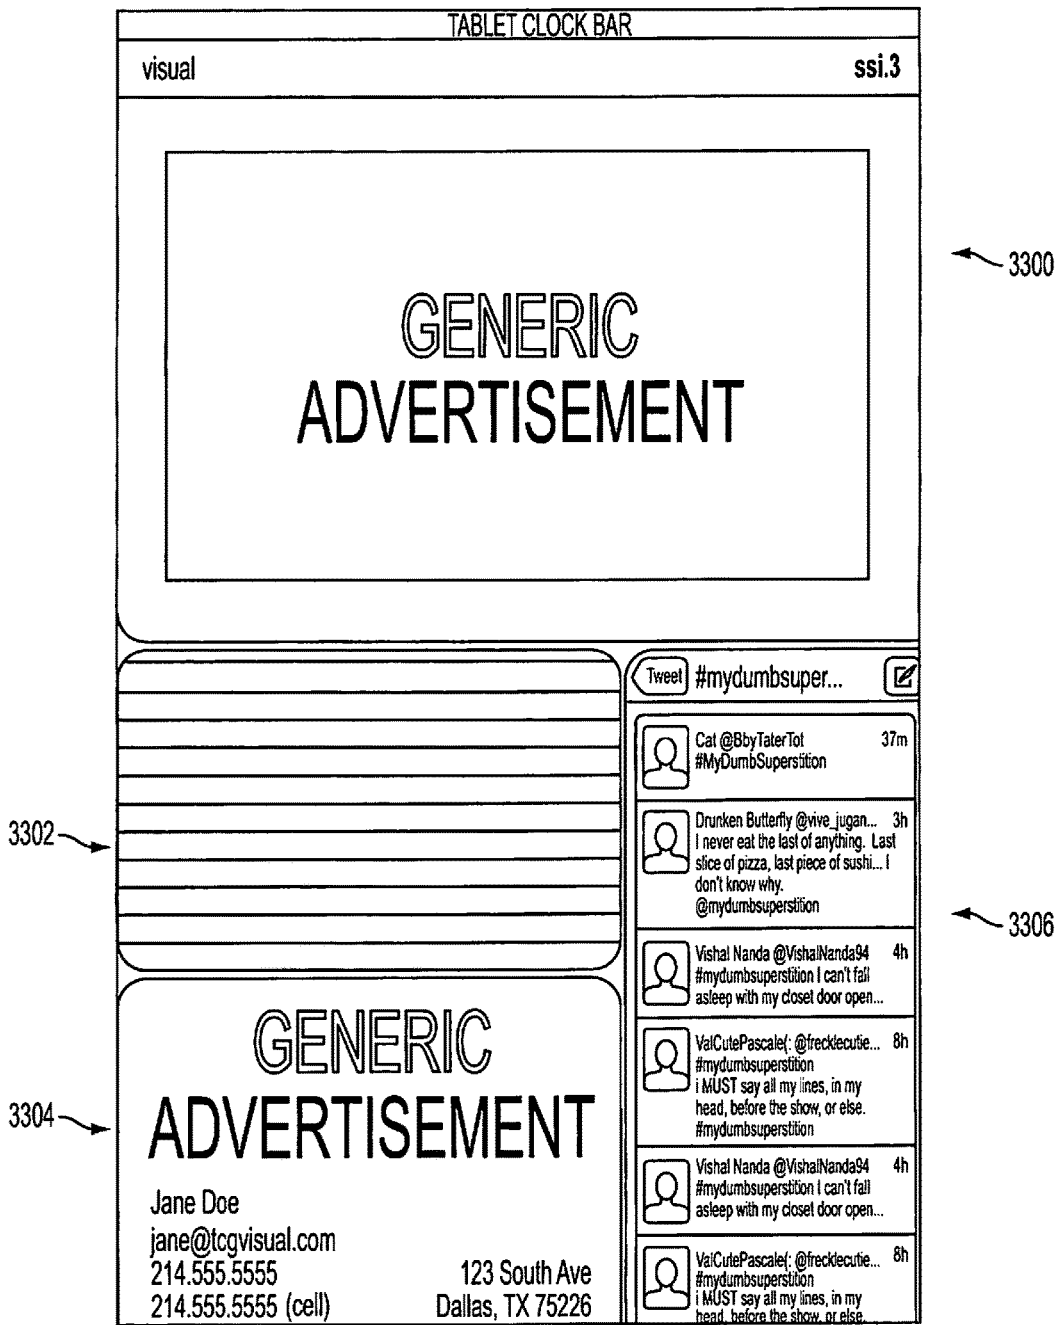 TABLET CLOCK BAR
visual
ssi.3
GENERIC
ADVERTISEMENT
3300
Tweet
#mydumbsuper...
Cat @BbyTaterTot 37m
#MyDumbSuperstition
Drunken Butterfly @vive_jugan... 3h
I never eat the last of anything. Last
slice of pizza, last piece of sushi... I
don't know why.
@mydumbsuperstition
Vishal Nanda @VishalNanda94 4h
#mydumbsuperstition I can't fall
asleep with my closet door open...
ValCutePascale(: @frecklecutie... 8h
#mydumbsuperstition
i MUST say all my lines, in my
head, before the show, or else.
#mydumbsuperstition
Vishal Nanda @VishalNanda94 4h
#mydumbsuperstition I can't fall
asleep with my closet door open...
ValCutePascale(: @frecklecutie... 8h
#mydumbsuperstition
i MUST say all my lines, in my
head, before the show, or else.
3306
3302
3304
GENERIC
ADVERTISEMENT
Jane Doe
jane@tcgvisual.com
214.555.5555
214.555.5555 (cell)
123 South Ave
Dallas, TX 75226